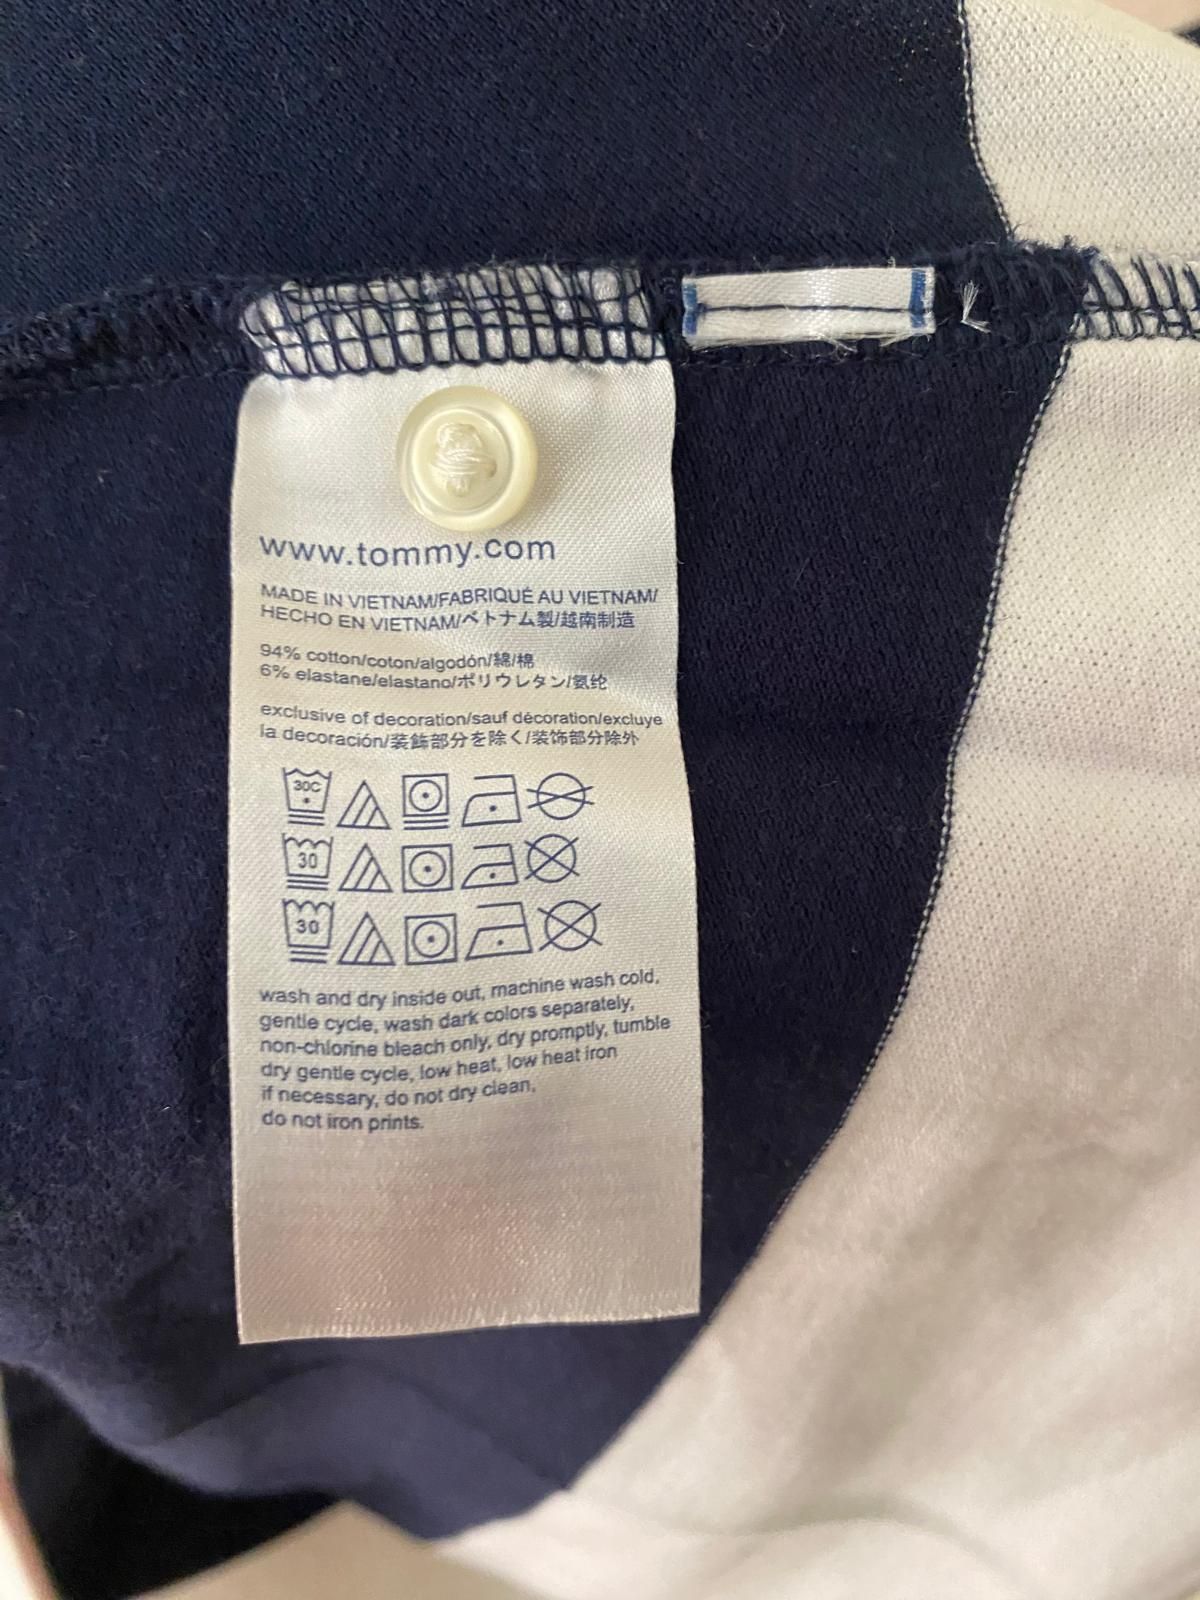 www.tommy.com
MADE IN VIETNAM/FABRIQUÉ AU VIETNAM/
HECHO EN VIETNAM/ベトナム製/越南制造
94% cotton/coton/algodón/綿/棉
6% elastane/elastano/ポリウレタン/氨纶
exclusive of decoration/sauf décoration/excluye
la decoración/装飾部分を除く/装饰部分除外
30C
30
30
wash and dry inside out, machine wash cold,
gentle cycle, wash dark colors separately,
non-chlorine bleach only, dry promptly, tumble
dry gentle cycle, low heat, low heat iron
if necessary, do not dry clean,
do not iron prints.